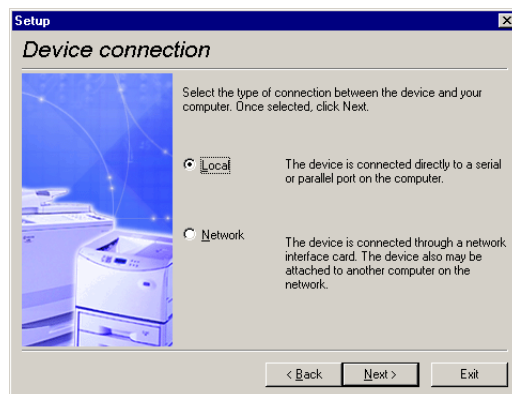 Setup
Device connection
Select the type of connection between the device and your
computer. Once selected, click Next.
Local
The device is connected directly to a serial
or parallel port on the computer.
Network
The device is connected through a network
interface card. The device also may be
attached to another computer on the
network.
< Back
Next >
Exit